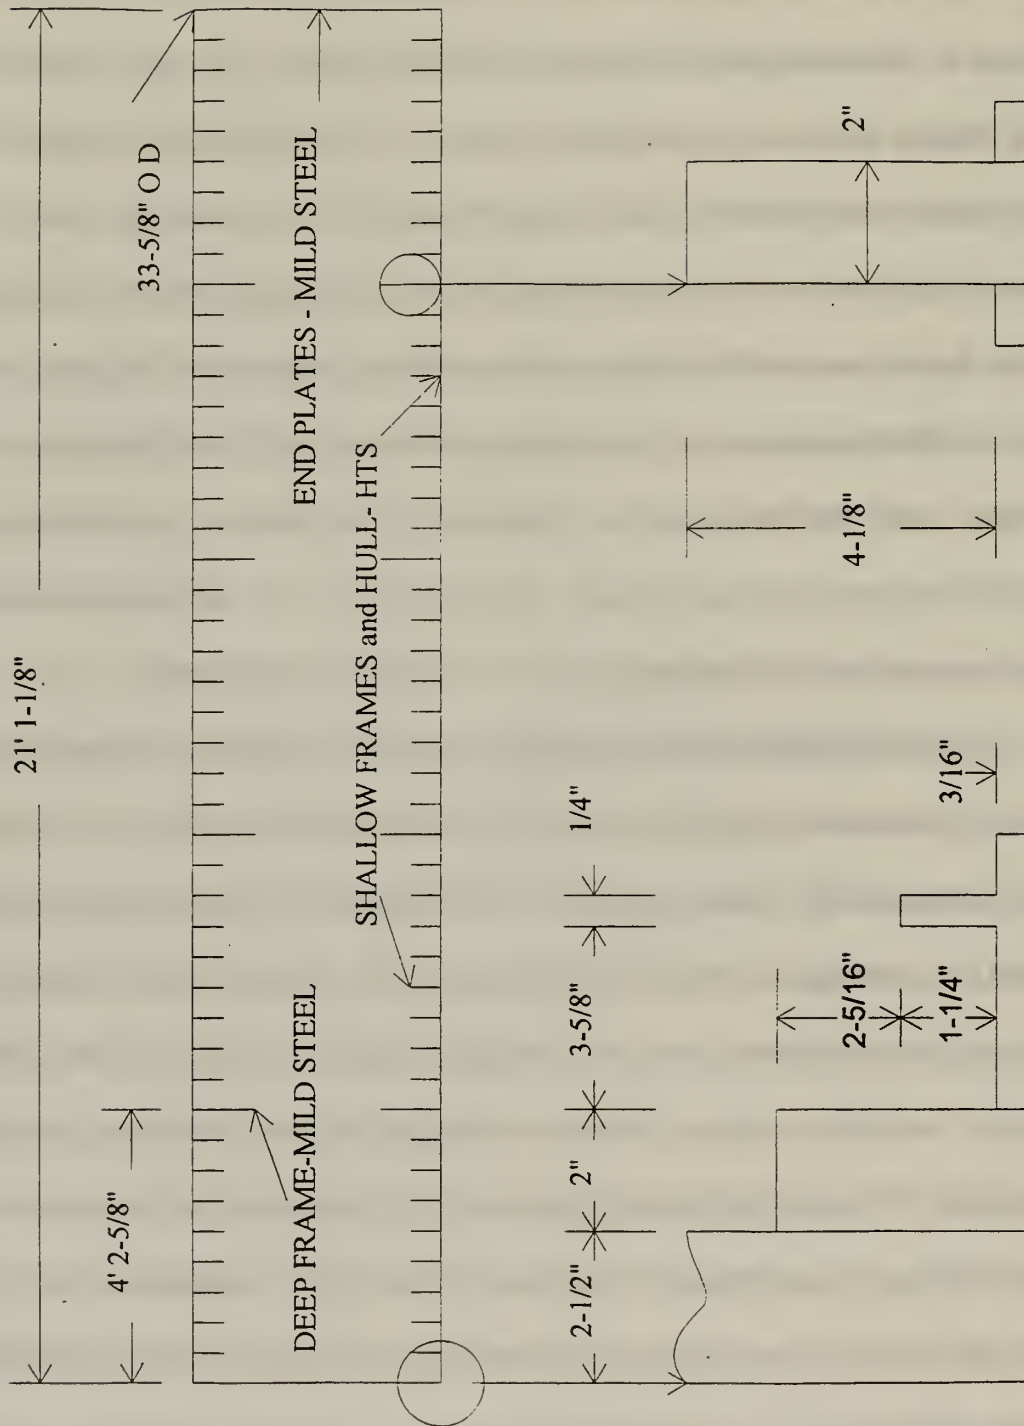 21' 1-1/8"
4' 2-5/8"
33-5/8" O D
DEEP FRAME-MILD STEEL
END PLATES - MILD STEEL
SHALLOW FRAMES and HULL- HTS
2-1/2"
2"
3-5/8"
1/4"
2-5/16"
1-1/4"
3/16"
4-1/8"
2"